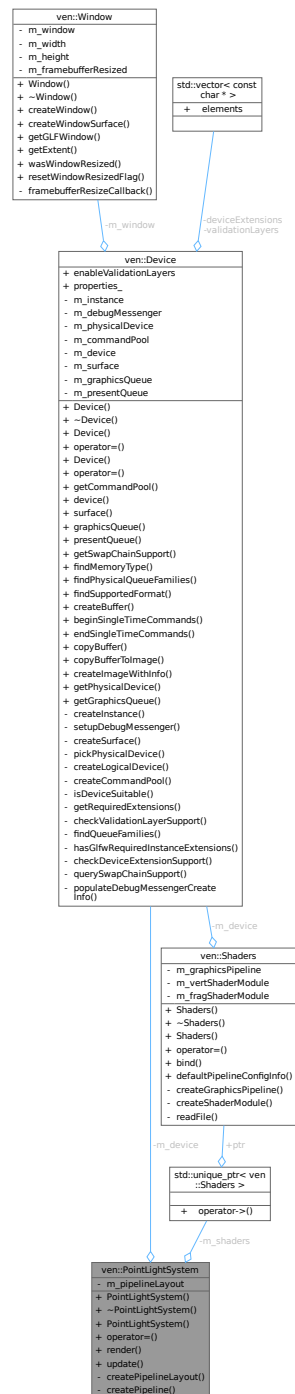 ven::Window
- m_window
- m_width
- m_height
- m_framebufferResized
+ Window()
+ ~Window()
+ createWindow()
+ createWindowSurface()
+ getGLFWindow()
+ getExtent()
+ wasWindowResized()
+ resetWindowResizedFlag()
- framebufferResizeCallback()
std::vector< const
char * >
+ elements
-m_window
-deviceExtensions
-validationLayers
ven::Device
+ enableValidationLayers
+ properties_
- m_instance
- m_debugMessenger
- m_physicalDevice
- m_commandPool
- m_device
- m_surface
- m_graphicsQueue
- m_presentQueue
+ Device()
+ ~Device()
+ Device()
+ operator=()
+ Device()
+ operator=()
+ getCommandPool()
+ device()
+ surface()
+ graphicsQueue()
+ presentQueue()
+ getSwapChainSupport()
+ findMemoryType()
+ findPhysicalQueueFamilies()
+ findSupportedFormat()
+ createBuffer()
+ beginSingleTimeCommands()
+ endSingleTimeCommands()
+ copyBuffer()
+ copyBufferToImage()
+ createImageWithInfo()
+ getPhysicalDevice()
+ getGraphicsQueue()
- createInstance()
- setupDebugMessenger()
- createSurface()
- pickPhysicalDevice()
- createLogicalDevice()
- createCommandPool()
- isDeviceSuitable()
- getRequiredExtensions()
- checkValidationLayerSupport()
- findQueueFamilies()
- hasGlfwRequiredInstanceExtensions()
- checkDeviceExtensionSupport()
- querySwapChainSupport()
- populateDebugMessengerCreate
Info()
-m_device
ven::Shaders
- m_graphicsPipeline
- m_vertShaderModule
- m_fragShaderModule
+ Shaders()
+ ~Shaders()
+ Shaders()
+ operator=()
+ bind()
+ defaultPipelineConfigInfo()
- createGraphicsPipeline()
- createShaderModule()
- readFile()
-m_device
+ptr
std::unique_ptr< ven
::Shaders >
+ operator->()
-m_shaders
ven::PointLightSystem
- m_pipelineLayout
+ PointLightSystem()
+ ~PointLightSystem()
+ PointLightSystem()
+ operator=()
+ render()
+ update()
- createPipelineLayout()
- createPipeline()